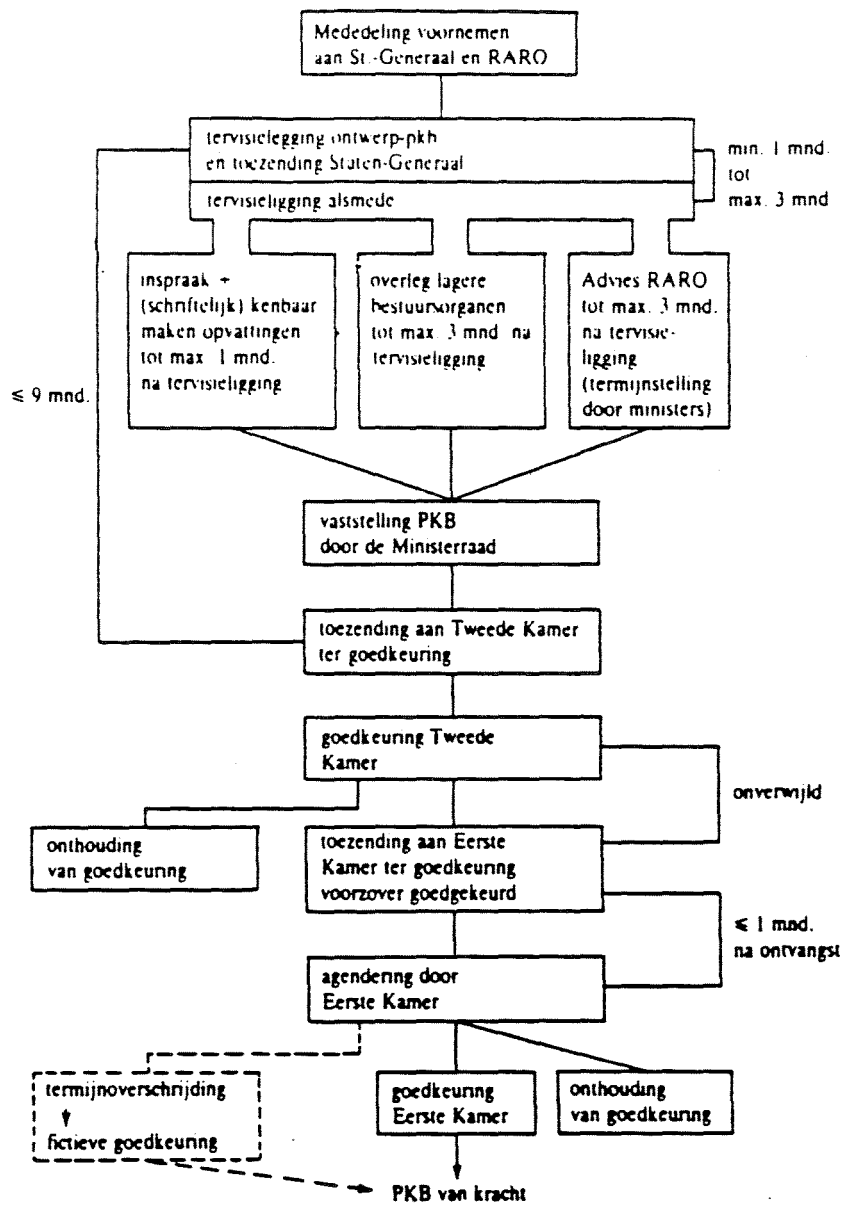 Mededeling voornemen
aan St.-Generaal en RARO
tervisielegging ontwerp-pkb
en toezending Staten-Generaal
min. 1 mnd.
tot
max. 3 mnd
tervisieligging alsmede
inspraak +
(schriftelijk) kenbaar
maken opvattingen
tot max. 1 mnd.
na tervisieligging
overleg lagere
bestuursorganen
tot max. 3 mnd. na
tervisieligging
Advies RARO
tot max. 3 mnd.
na tervisie-
ligging
(termijnstelling
door ministers)
≤ 9 mnd.
vaststelling PKB
door de Ministerraad
toezending aan Tweede Kamer
ter goedkeuring
goedkeuring Tweede
Kamer
onverwijld
onthouding
van goedkeuring
toezending aan Eerste
Kamer ter goedkeuring
voorzover goedgekeurd
≤ 1 mnd.
na ontvangst
agendering door
Eerste Kamer
termijnoverschrijding
fictieve goedkeuring
goedkeuring
Eerste Kamer
onthouding
van goedkeuring
PKB van kracht